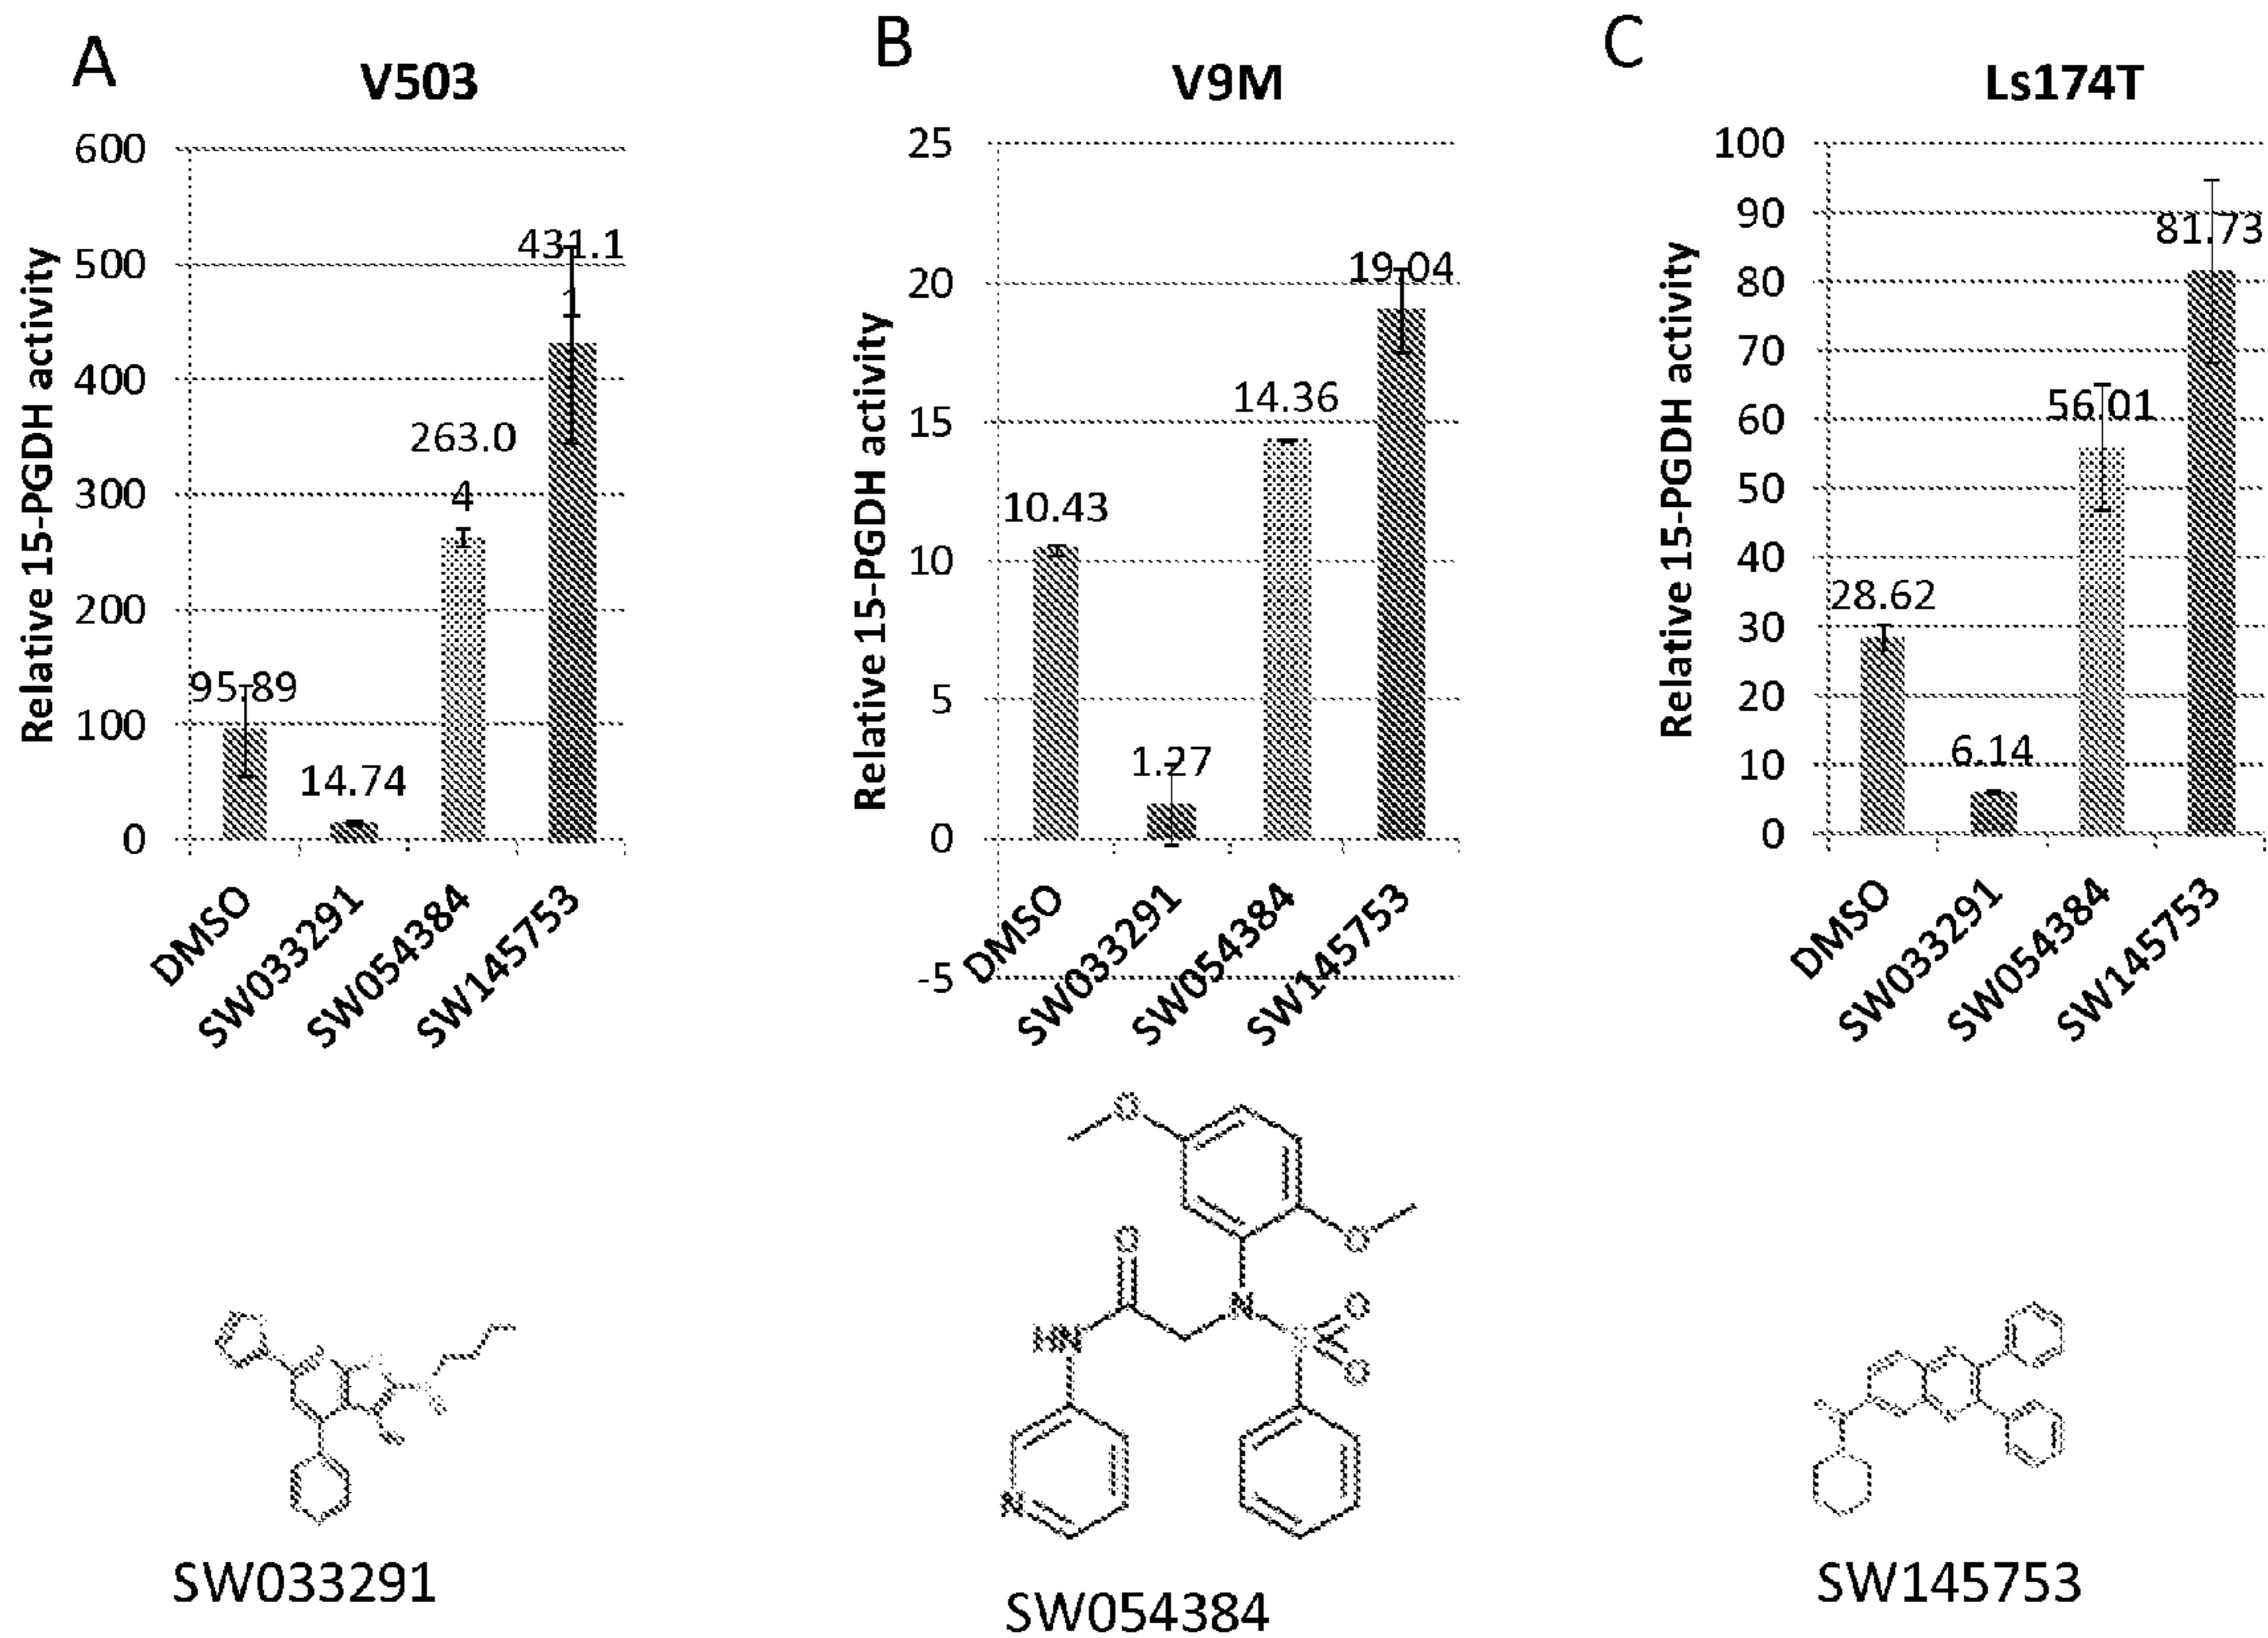 A
V503
Relative 15-PGDH activity
600
500
400
300
200
100
0
95.89
14.74
263.0
4
431.1
1
DMSO
SW033291
SW054384
SW145753
B
V9M
Relative 15-PGDH activity
25
20
15
10
5
0
-5
10.43
1.27
14.36
19.04
DMSO
SW033291
SW054384
SW145753
C
Ls174T
Relative 15-PGDH activity
100
90
80
70
60
50
40
30
20
10
0
28.62
6.14
56.01
81.73
DMSO
SW033291
SW054384
SW145753
SW033291
O
O
O
N
HN
S
O
O
N
SW054384
SW145753